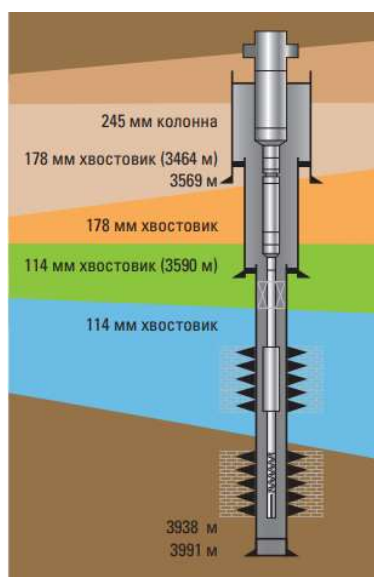 245 мм колонна
178 мм хвостовик (3464 м)
3569 м
178 мм хвостовик
114 мм хвостовик (3590 м)
114 мм хвостовик
3938 м
3991 м